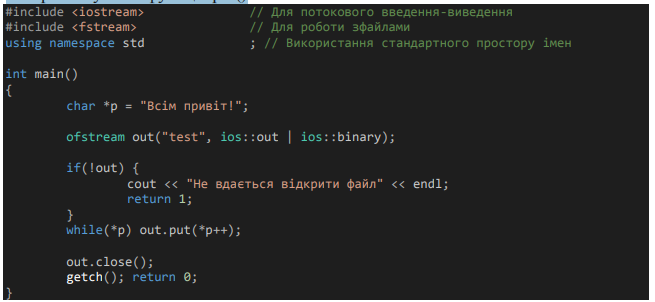 #include <iostream> // Для потокового введення-виведення
#include <fstream> // Для роботи зфайлами
using namespace std ; // Використання стандартного простору імен
int main()
{
char *p = "Всім привіт!";
ofstream out("test", ios::out | ios::binary);
if(!out) {
cout << "Не вдається відкрити файл" << endl;
return 1;
}
while(*p) out.put(*p++);
out.close();
getch(); return 0;
}